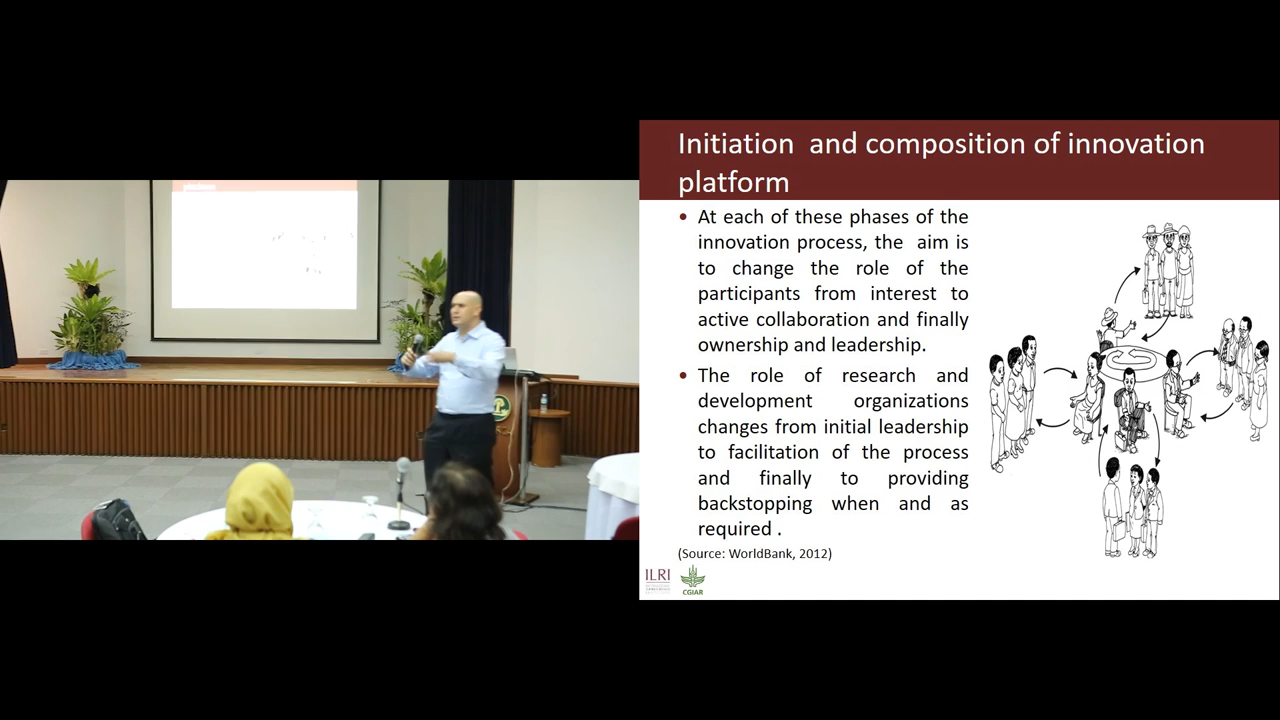 Initiation  and composition of innovation
platform
• At each of these phases of the
innovation process, the  aim is
to change the role of the
participants from interest to
active collaboration and finally
ownership and leadership.
• The role of research and
development organizations
changes from initial leadership
to facilitation of the process
and finally to providing
backstopping when and as
required .
(Source: WorldBank, 2012)
ILRI
CGIAR